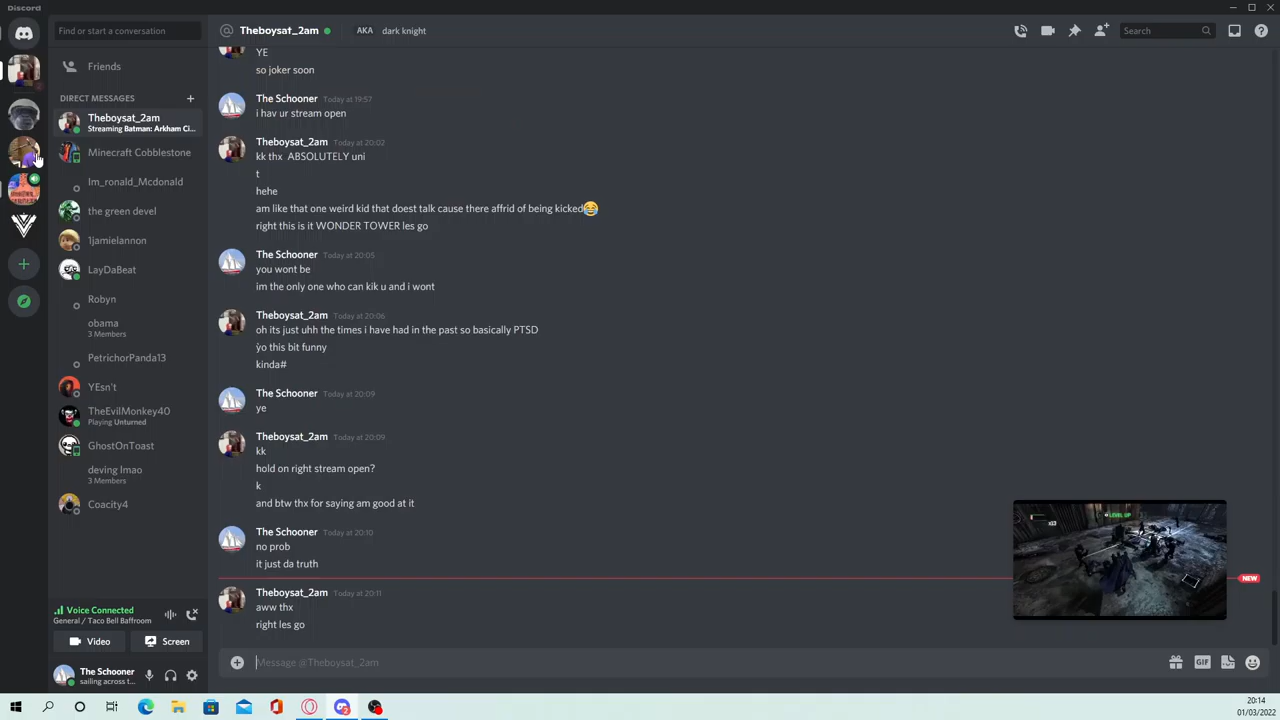 Discord
Find or start a conversation
Friends
DIRECT MESSAGES
Theboysat_2am
Streaming Batman: Arkham Ci...
Minecraft Cobblestone
Im_ronald_Mcdonald
the green devel
1jamielannon
LayDaBeat
Robyn
obama
3 Members
PetrichorPanda13
YEsn't
TheEvilMonkey40
Playing Unturned
GhostOnToast
deving lmao
3 Members
Coacity4
Voice Connected
General / Taco Bell Baffroom
Video
Screen
The Schooner
sailing across t...
Theboysat_2am AKA dark knight
Search
YE
so joker soon
The Schooner Today at 19:57
i hav ur stream open
Theboysat_2am Today at 20:02
kk thx ABSOLUTELY uni
t
hehe
am like that one weird kid that doest talk cause there affrid of being kicked😂
right this is it WONDER TOWER les go
The Schooner Today at 20:05
you wont be
im the only one who can kik u and i wont
Theboysat_2am Today at 20:06
oh its just uhh the times i have had in the past so basically PTSD
yo this bit funny
kinda#
The Schooner Today at 20:09
ye
Theboysat_2am Today at 20:09
kk
hold on right stream open?
k
and btw thx for saying am good at it
The Schooner Today at 20:10
no prob
it just da truth
NEW
Theboysat_2am Today at 20:11
aww thx
right les go
LEVEL UP
Message @Theboysat_2am
GIF
20:14
01/03/2022